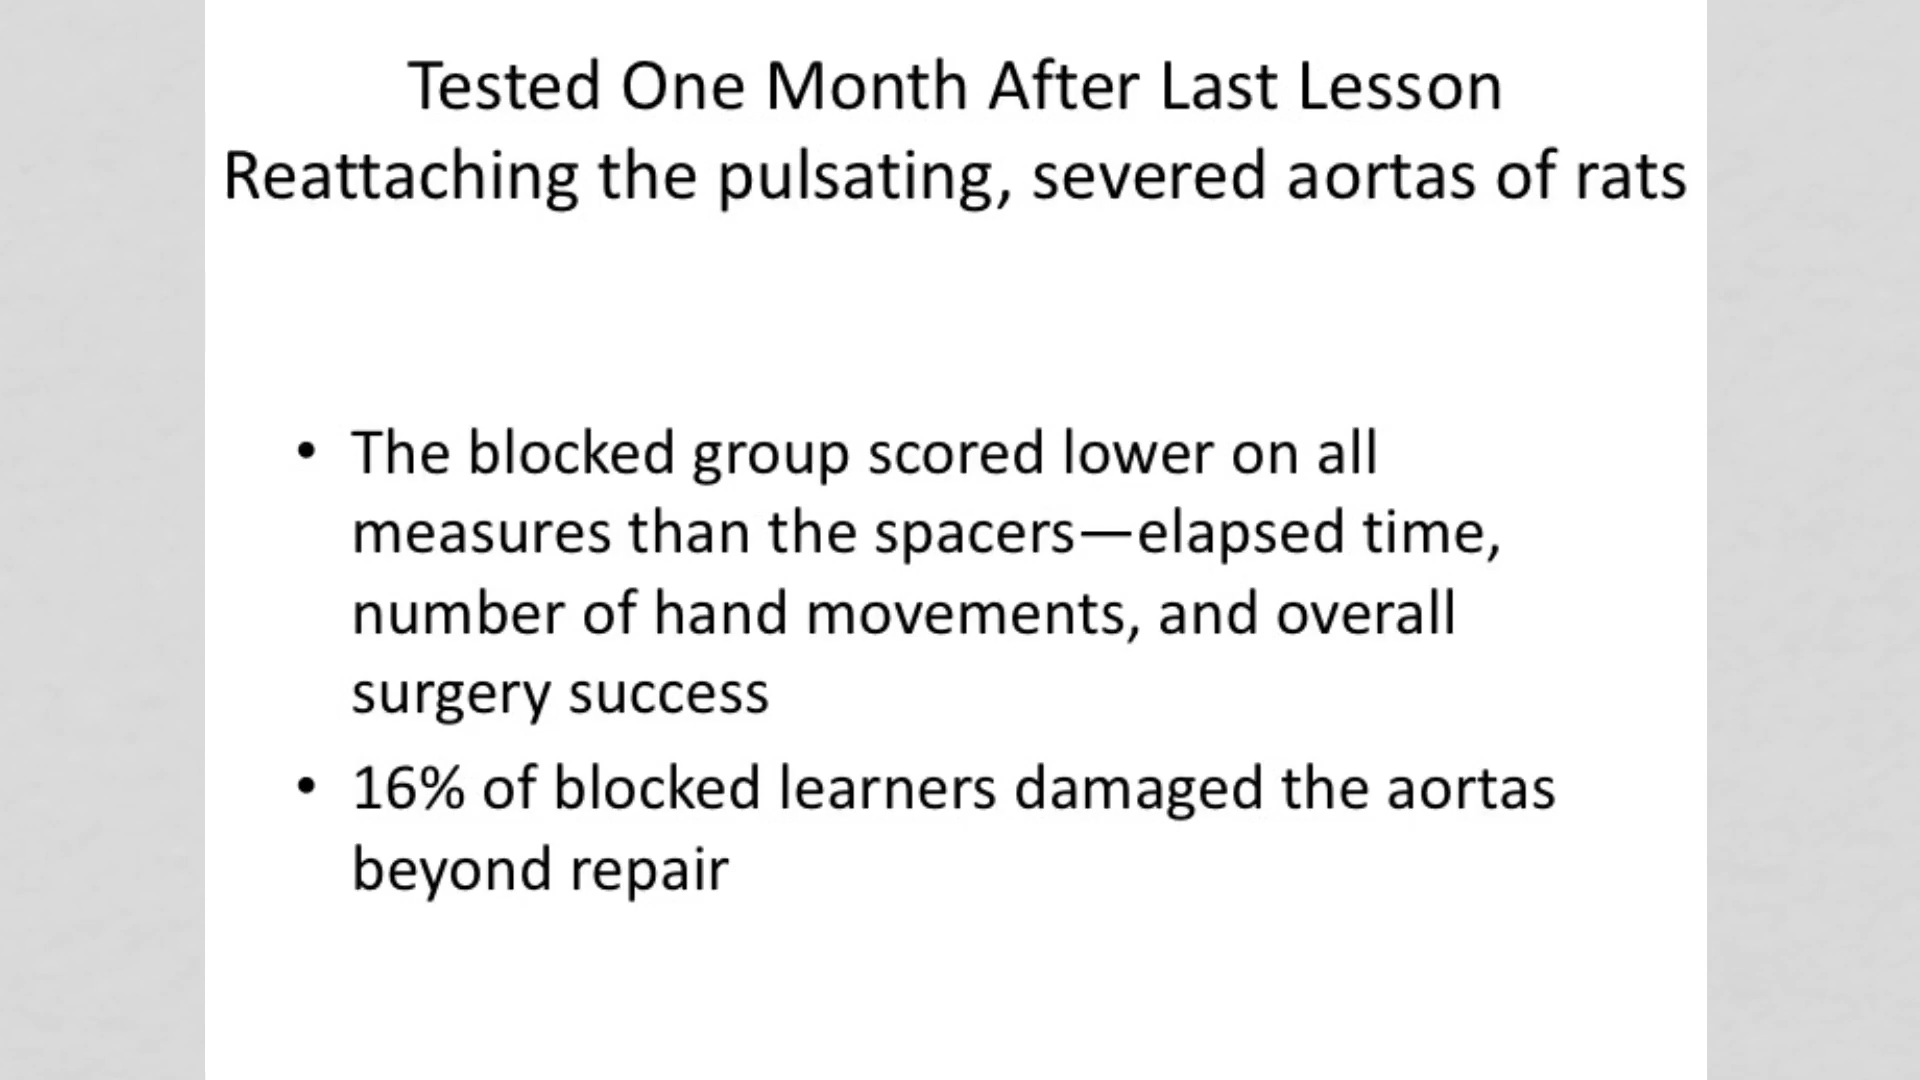 Tested One Month After Last Lesson
Reattaching the pulsating, severed aortas of rats
• The blocked group scored lower on all
measures than the spacers—elapsed time,
number of hand movements, and overall
surgery success
• 16% of blocked learners damaged the aortas
beyond repair